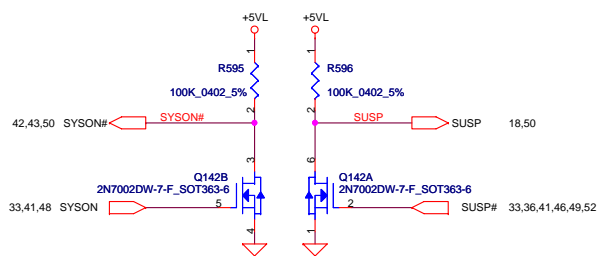 +5VL +5VL
1 1
R595 R596
100K_0402_5% 100K_0402_5%
2 2
42,43,50 SYSON# SYSON# SUSP SUSP 18,50
3 6
Q142B Q142A
2N7002DW-7-F_SOT363-6 2N7002DW-7-F_SOT363-6
33,41,48 SYSON 5 2 SUSP# 33,36,41,46,49,52
4 1